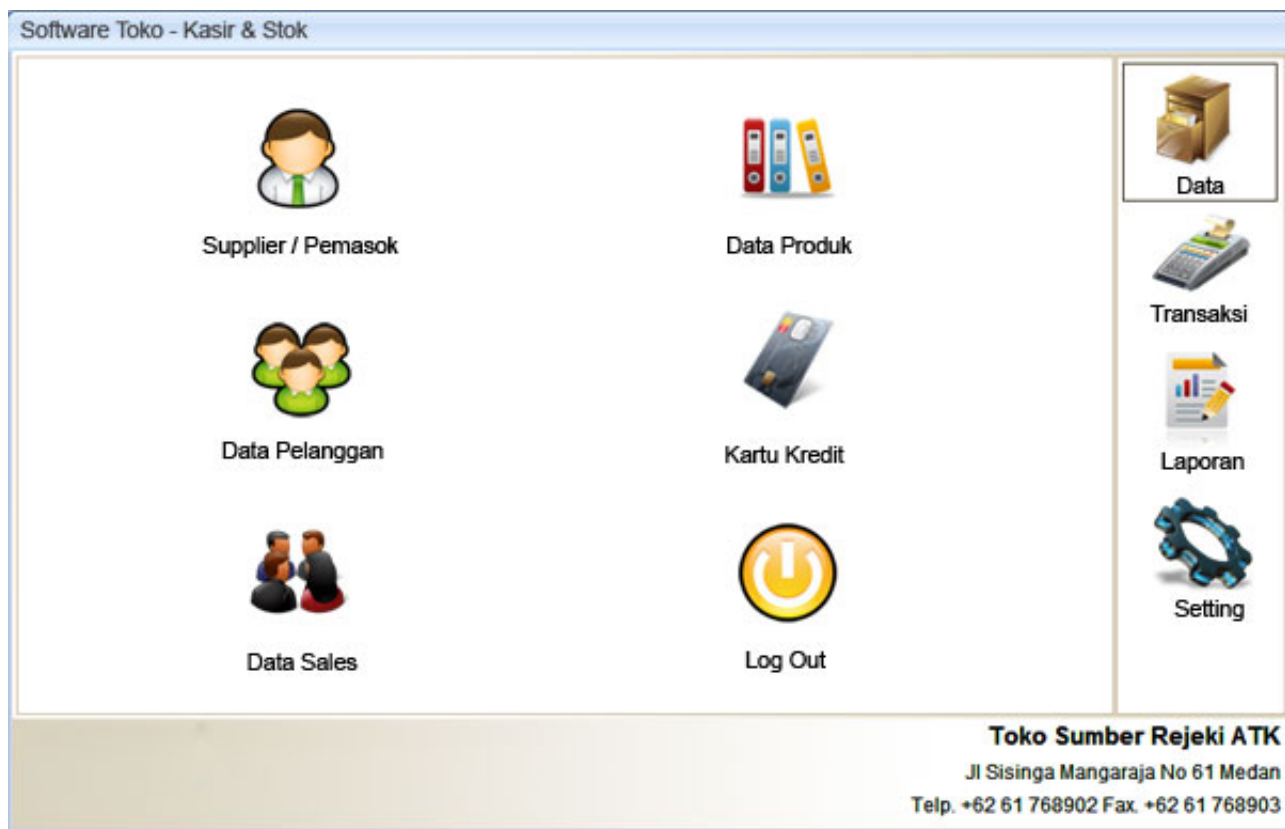 Software Toko - Kasir & Stok
Supplier / Pemasok
Data Produk
Data Pelanggan
Kartu Kredit
Data Sales
Log Out
Data
Transaksi
Laporan
Setting
Toko Sumber Rejeki ATK
Jl Sisinga Mangaraja No 61 Medan
Telp. +62 61 768902 Fax. +62 61 768903